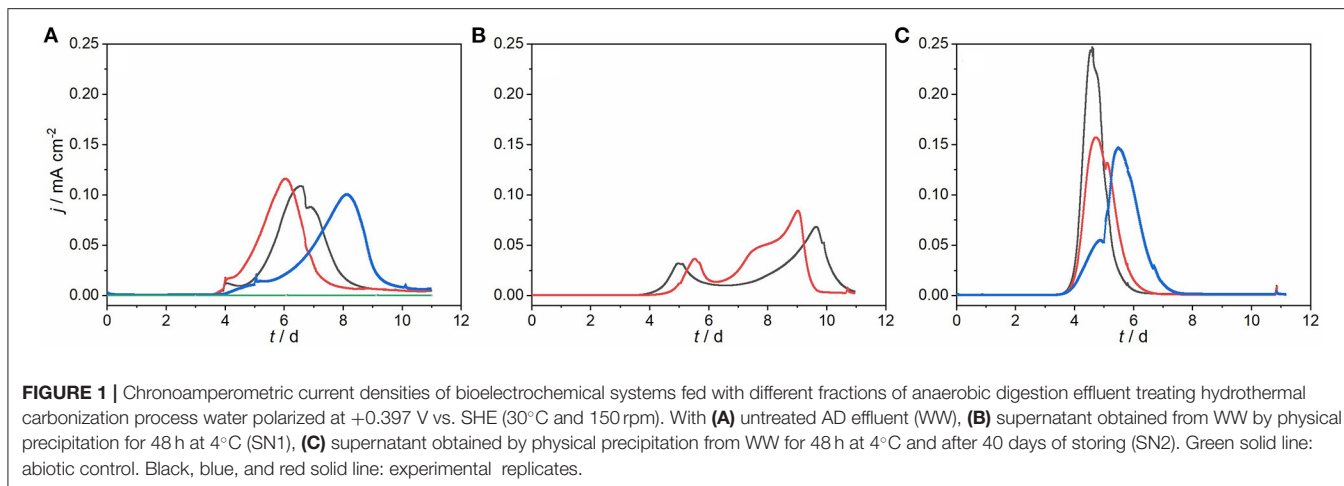 A
B
C
j / mA cm⁻²
0.25
0.20
0.15
0.10
0.05
0.00
0 2 4 6 8 10 12
t / d
0.25
0.20
0.15
0.10
0.05
0.00
0 2 4 6 8 10 12
t / d
0.25
0.20
0.15
0.10
0.05
0.00
0 2 4 6 8 10 12
t / d
FIGURE 1 | Chronoamperometric current densities of bioelectrochemical systems fed with different fractions of anaerobic digestion effluent treating hydrothermal
carbonization process water polarized at +0.397 V vs. SHE (30°C and 150 rpm). With (A) untreated AD effluent (WW), (B) supernatant obtained from WW by physical
precipitation for 48 h at 4°C (SN1), (C) supernatant obtained by physical precipitation from WW for 48 h at 4°C and after 40 days of storing (SN2). Green solid line:
abiotic control. Black, blue, and red solid line: experimental replicates.